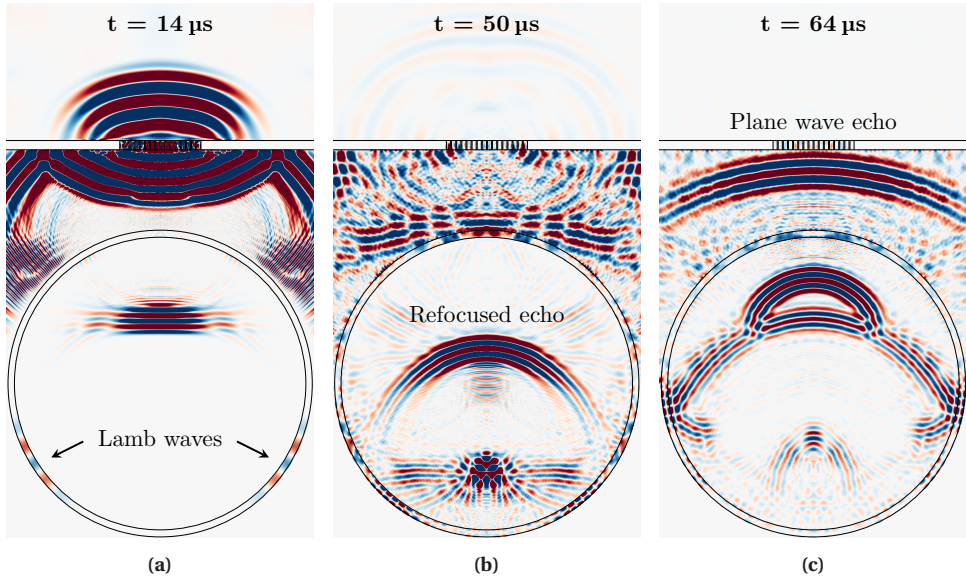 t = 14 µs
t = 50 µs
t = 64 µs
Plane wave echo
Refocused echo
Lamb waves
(a)
(b)
(c)